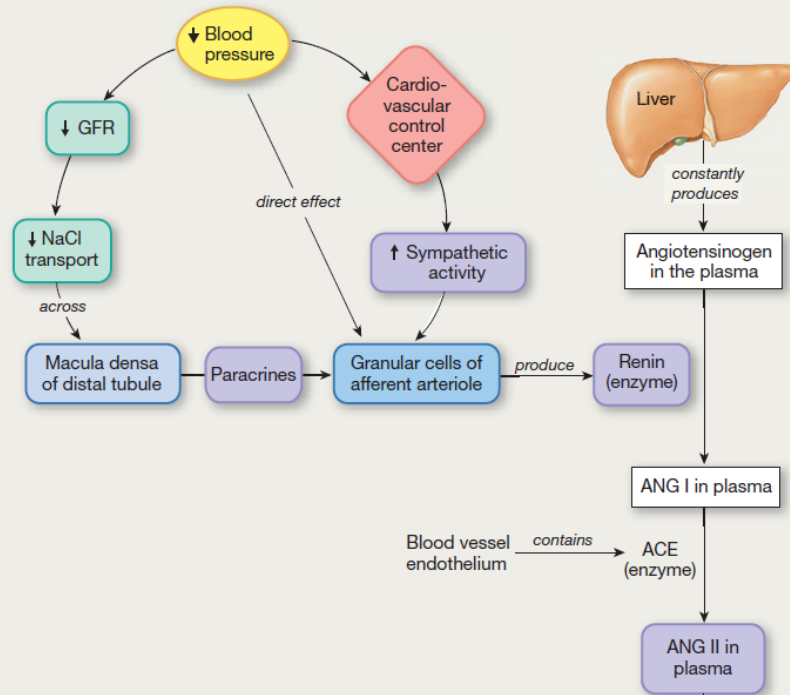 ↓ Blood
pressure
Cardio-
vascular
control
center
Liver
↓ GFR
constantly
produces
direct effect
↓ NaCl
transport
↑ Sympathetic
activity
Angiotensinogen
in the plasma
across
Macula densa
of distal tubule
Paracrines
Granular cells of
afferent arteriole
produce
Renin
(enzyme)
ANG I in plasma
Blood vessel
endothelium
contains
ACE
(enzyme)
ANG II in
plasma